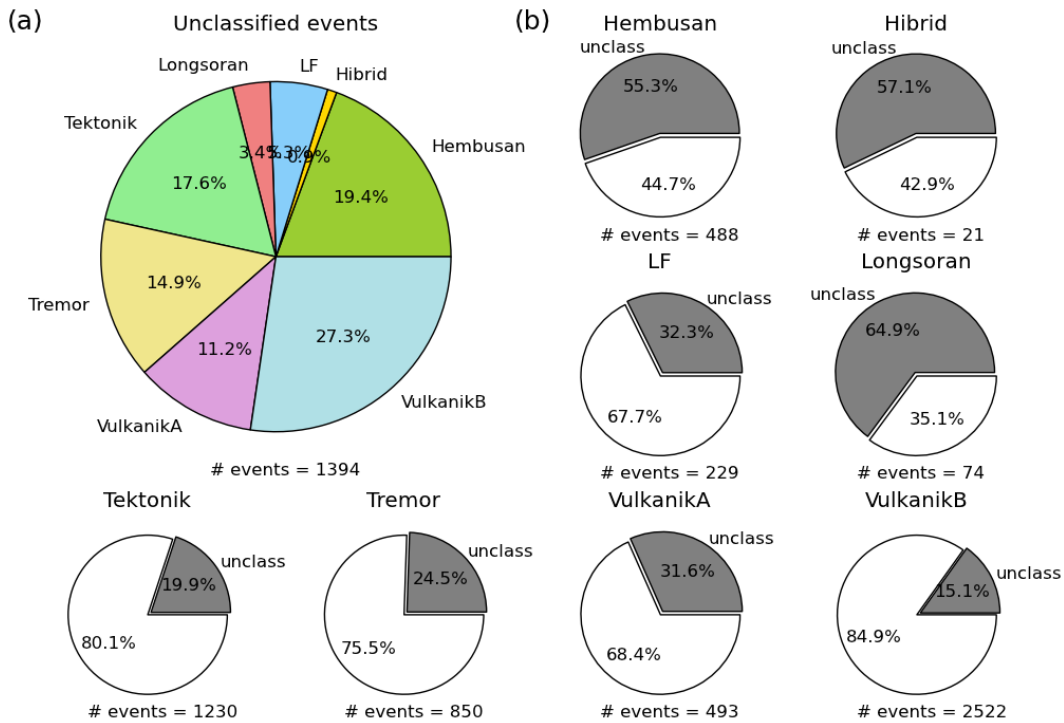 (a)
Unclassified events
Longsoran
LF
Hibrid
Tektonik
Hembusan
3.4%
5.3%
0.9%
17.6%
19.4%
14.9%
Tremor
27.3%
11.2%
VulkanikA
VulkanikB
# events = 1394
(b)
Hembusan
unclass
55.3%
44.7%
# events = 488
Hibrid
unclass
57.1%
42.9%
# events = 21
LF
unclass
32.3%
67.7%
# events = 229
Longsoran
unclass
64.9%
35.1%
# events = 74
Tektonik
unclass
19.9%
80.1%
# events = 1230
Tremor
unclass
24.5%
75.5%
# events = 850
VulkanikA
unclass
31.6%
68.4%
# events = 493
VulkanikB
unclass
15.1%
84.9%
# events = 2522